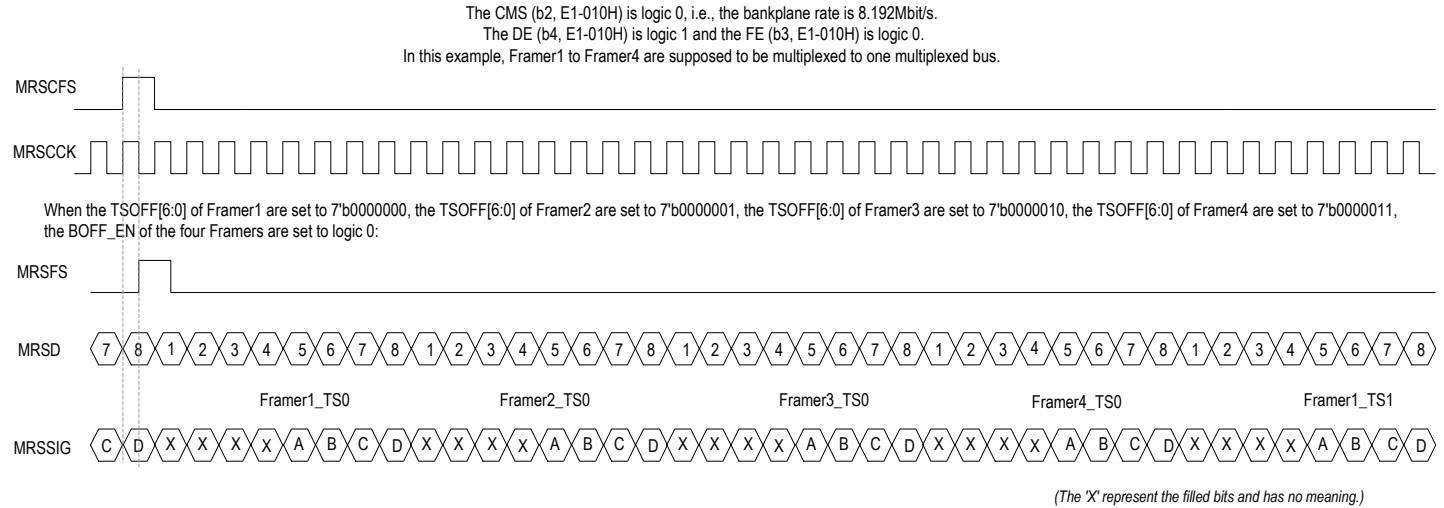 The CMS (b2, E1-010H) is logic 0, i.e., the bankplane rate is 8.192Mbit/s.
The DE (b4, E1-010H) is logic 1 and the FE (b3, E1-010H) is logic 0.
In this example, Framer1 to Framer4 are supposed to be multiplexed to one multiplexed bus.
MRSCFS
MRSCCK
When the TSOFF[6:0] of Framer1 are set to 7'b0000000, the TSOFF[6:0] of Framer2 are set to 7'b0000001, the TSOFF[6:0] of Framer3 are set to 7'b0000010, the TSOFF[6:0] of Framer4 are set to 7'b0000011,
the BOFF_EN of the four Framers are set to logic 0:
MRSFS
MRSD 7 8 1 2 3 4 5 6 7 8 1 2 3 4 5 6 7 8 1 2 3 4 5 6 7 8 1 2 3 4 5 6 7 8 1 2 3 4 5 6 7 8
Framer1_TS0 Framer2_TS0 Framer3_TS0 Framer4_TS0 Framer1_TS1
MRSSIG C D X X X X A B C D X X X X A B C D X X X X A B C D X X X X A B C D X X X X A B C D
(The 'X' represent the filled bits and has no meaning.)